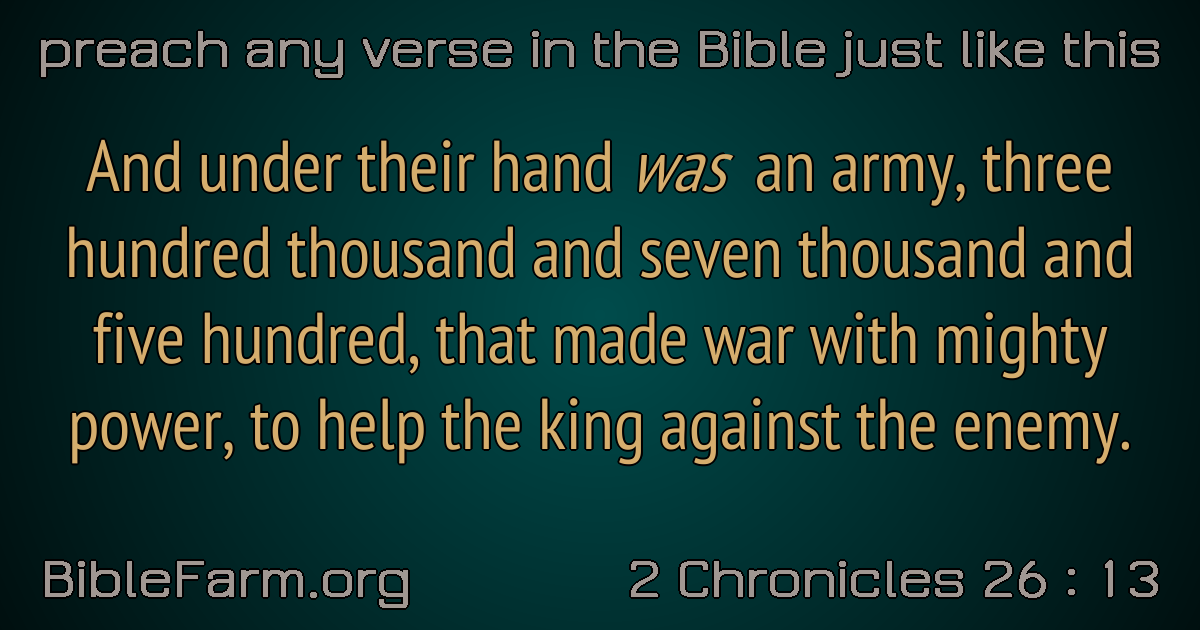 preach any verse in the Bible just like this
And under their hand was an army, three
hundred thousand and seven thousand and
five hundred, that made war with mighty
power, to help the king against the enemy.
BibleFarm.org
2 Chronicles 26 : 13